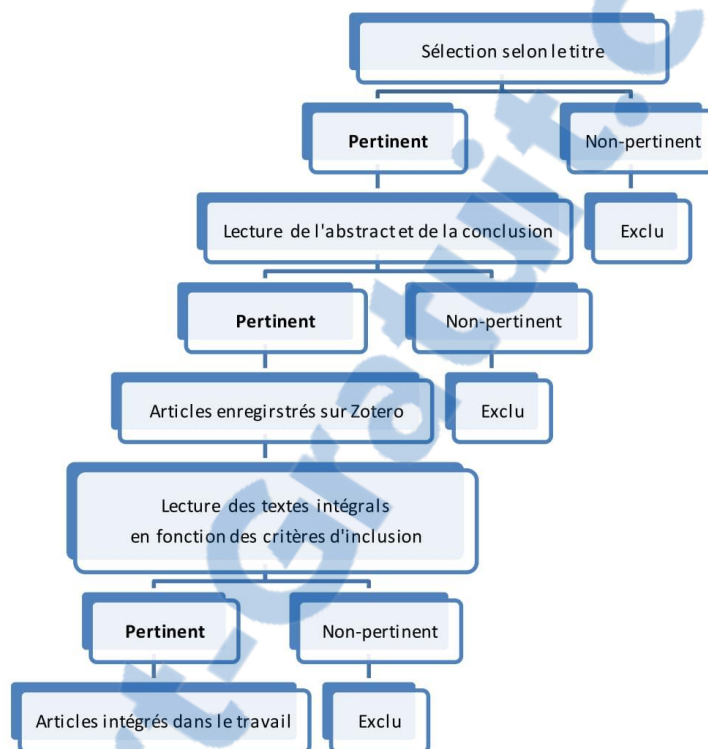 Sélection selon le titre
Pertinent
Non-pertinent
Lecture de l'abstract et de la conclusion
Exclu
Pertinent
Non-pertinent
Articles enregirstrés sur Zotero
Exclu
Lecture des textes intégrals
en fonction des critères d'inclusion
Pertinent
Non-pertinent
Articles intégrés dans le travail
Exclu